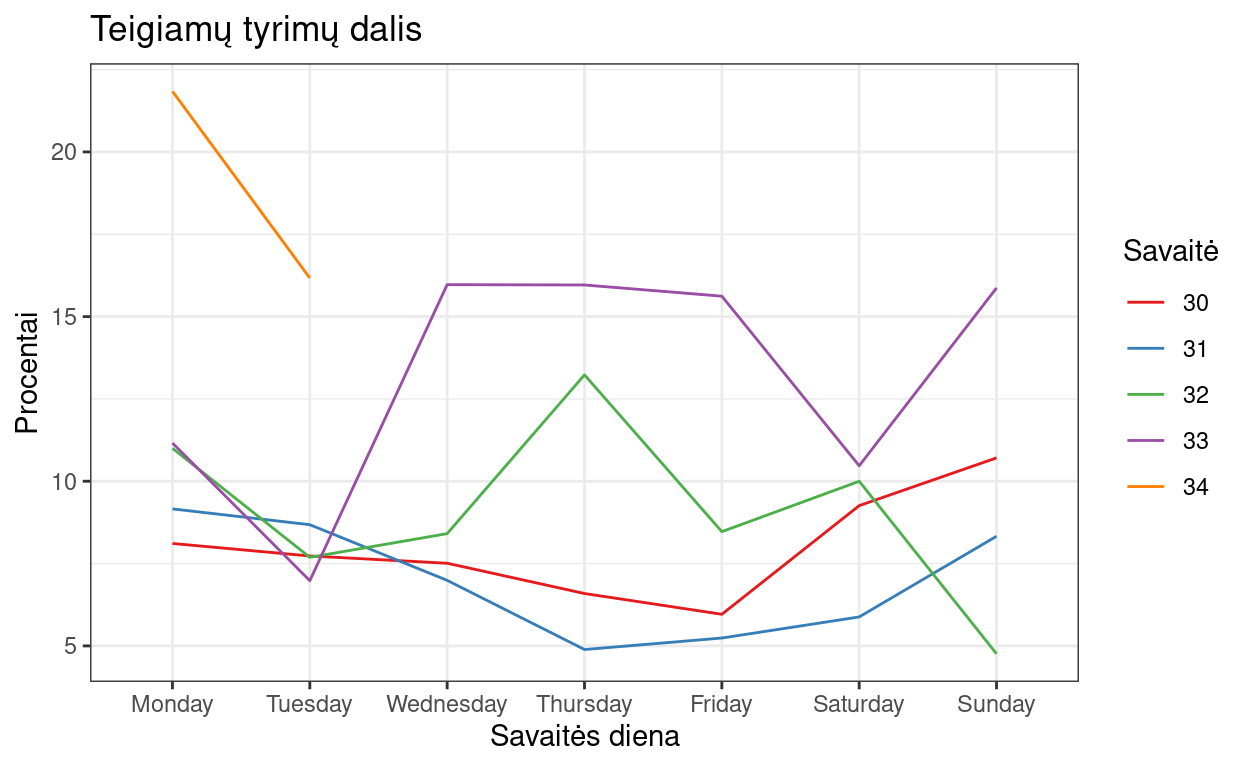 Teigiamų tyrimų dalis
Procentai
20
15
10
5
Monday Tuesday Wednesday Thursday Friday Saturday Sunday
Savaitės diena
Savaitė
30
31
32
33
34